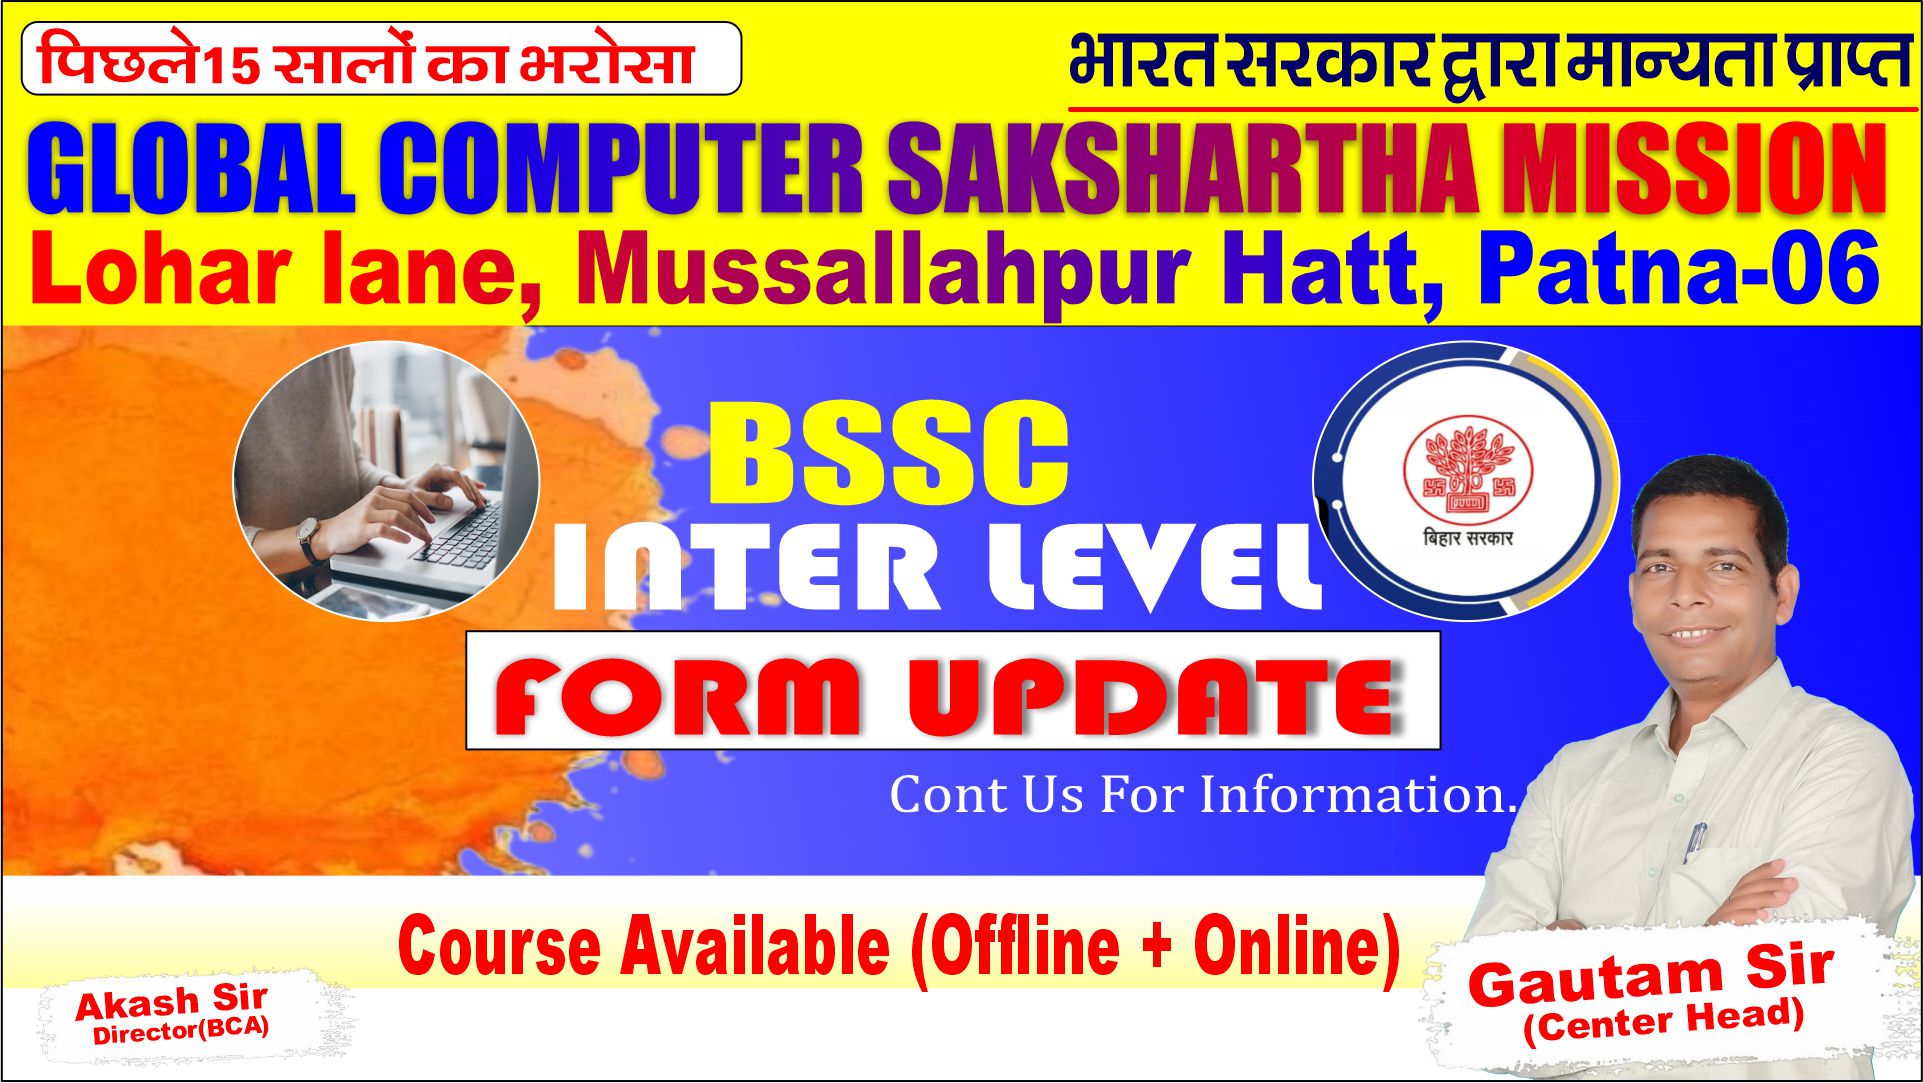 पिछले 15 सालों का भरोसा
भारत सरकार द्वारा मान्यता प्राप्त
GLOBAL COMPUTER SAKSHARTHA MISSION
Lohar lane, Mussallahpur Hatt, Patna-06
BSSC
INTER LEVEL
बिहार सरकार
FORM UPDATE
Cont Us For Information.
Course Available (Offline + Online)
Akash Sir
Director(BCA)
Gautam Sir
(Center Head)